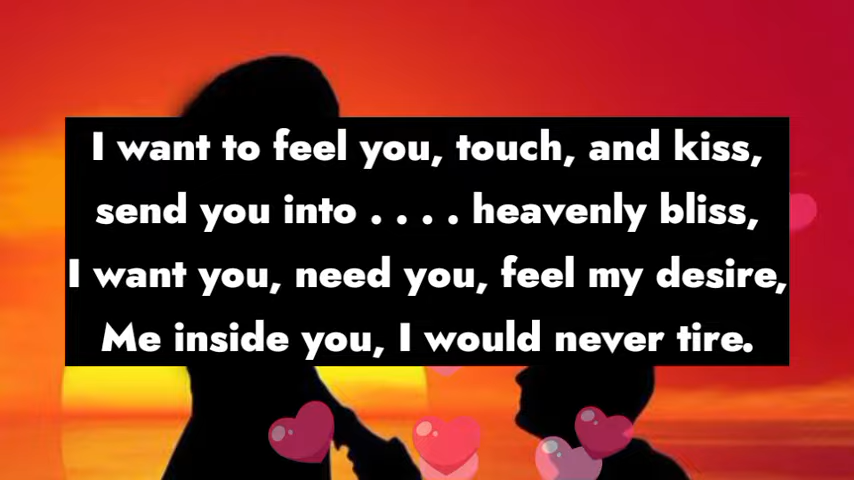 I want to feel you, touch, and kiss,
send you into . . . . heavenly bliss,
I want you, need you, feel my desire,
Me inside you, I would never tire.